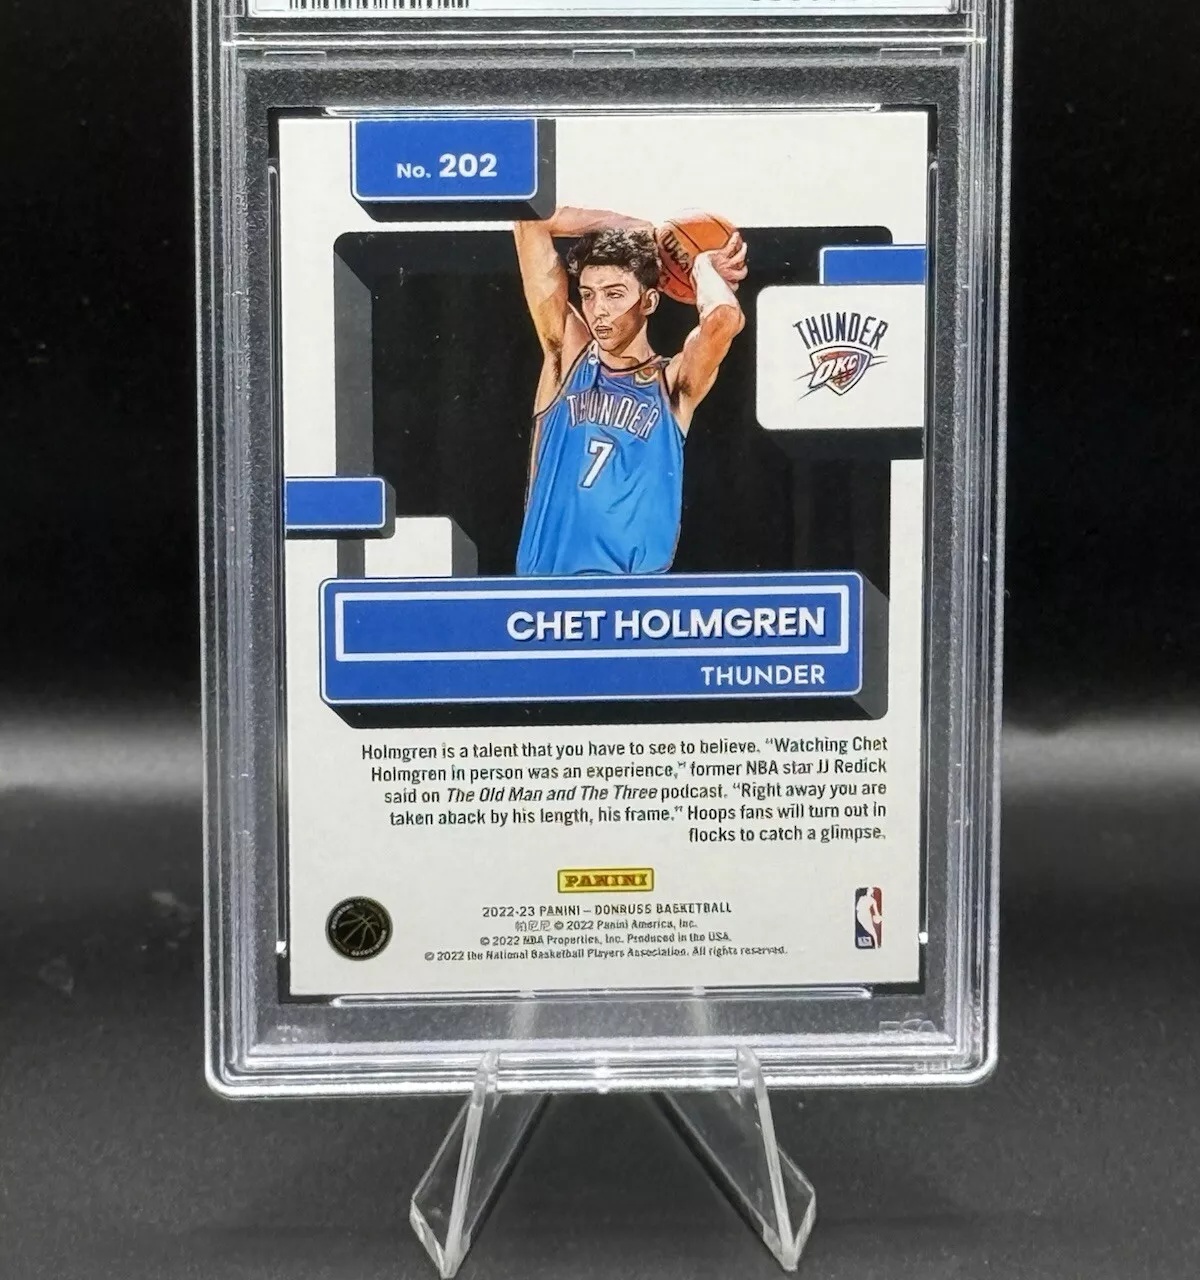 No. 202
THUNDER
OKC
THUNDER
7
CHET HOLMGREN
THUNDER
Holmgren is a talent that you have to see to believe. “Watching Chet
Holmgren in person was an experience,” former NBA star JJ Redick
said on The Old Man and The Three podcast. “Right away you are
taken aback by his length, his frame.” Hoops fans will turn out in
flocks to catch a glimpse.
PANINI
2022-23 PANINI – DONRUSS BASKETBALL
帕尼尼 © 2022 Panini America, Inc.
© 2022 NBA Properties, Inc. Produced in the USA.
© 2022 the National Basketball Players Association. All rights reserved.
PSA